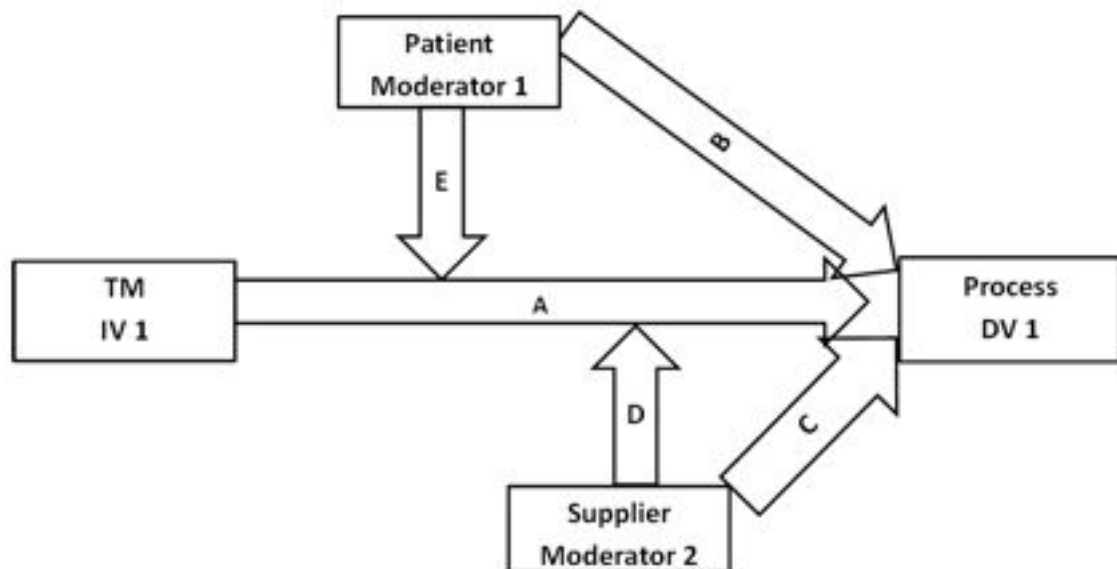 Patient
Moderator 1
B
E
TM
IV 1
A
Process
DV 1
D
C
Supplier
Moderator 2